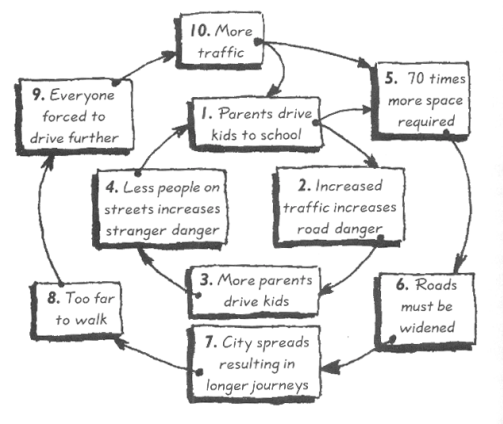 10. More
traffic
9. Everyone
forced to
drive further
1. Parents drive
kids to school
5. 70 times
more space
required
4. Less people on
streets increases
stranger danger
2. Increased
traffic increases
road danger
3. More parents
drive kids
8. Too far
to walk
6. Roads
must be
widened
7. City spreads
resulting in
longer journeys